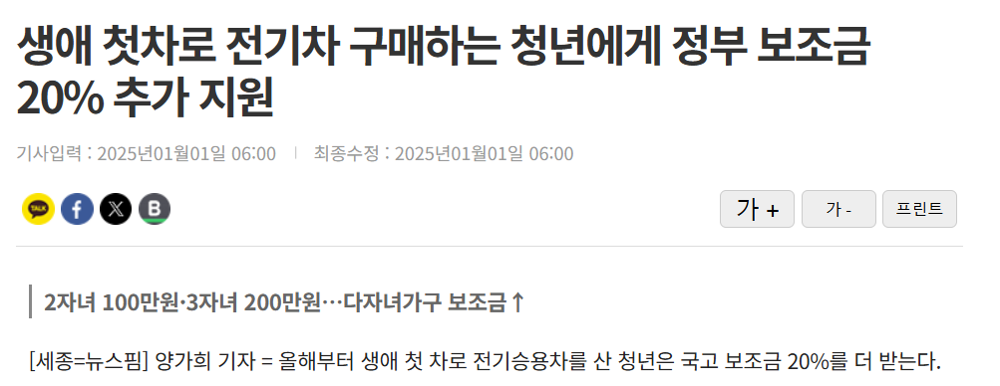 생애 첫차로 전기차 구매하는 청년에게 정부 보조금
20% 추가 지원
기사입력 : 2025년01월01일 06:00 | 최종수정 : 2025년01월01일 06:00
TALK f X B 가 + 가 - 프린트
2자녀 100만원·3자녀 200만원…다자녀가구 보조금↑
[세종=뉴스핌] 양가희 기자 = 올해부터 생애 첫 차로 전기승용차를 산 청년은 국고 보조금 20%를 더 받는다.